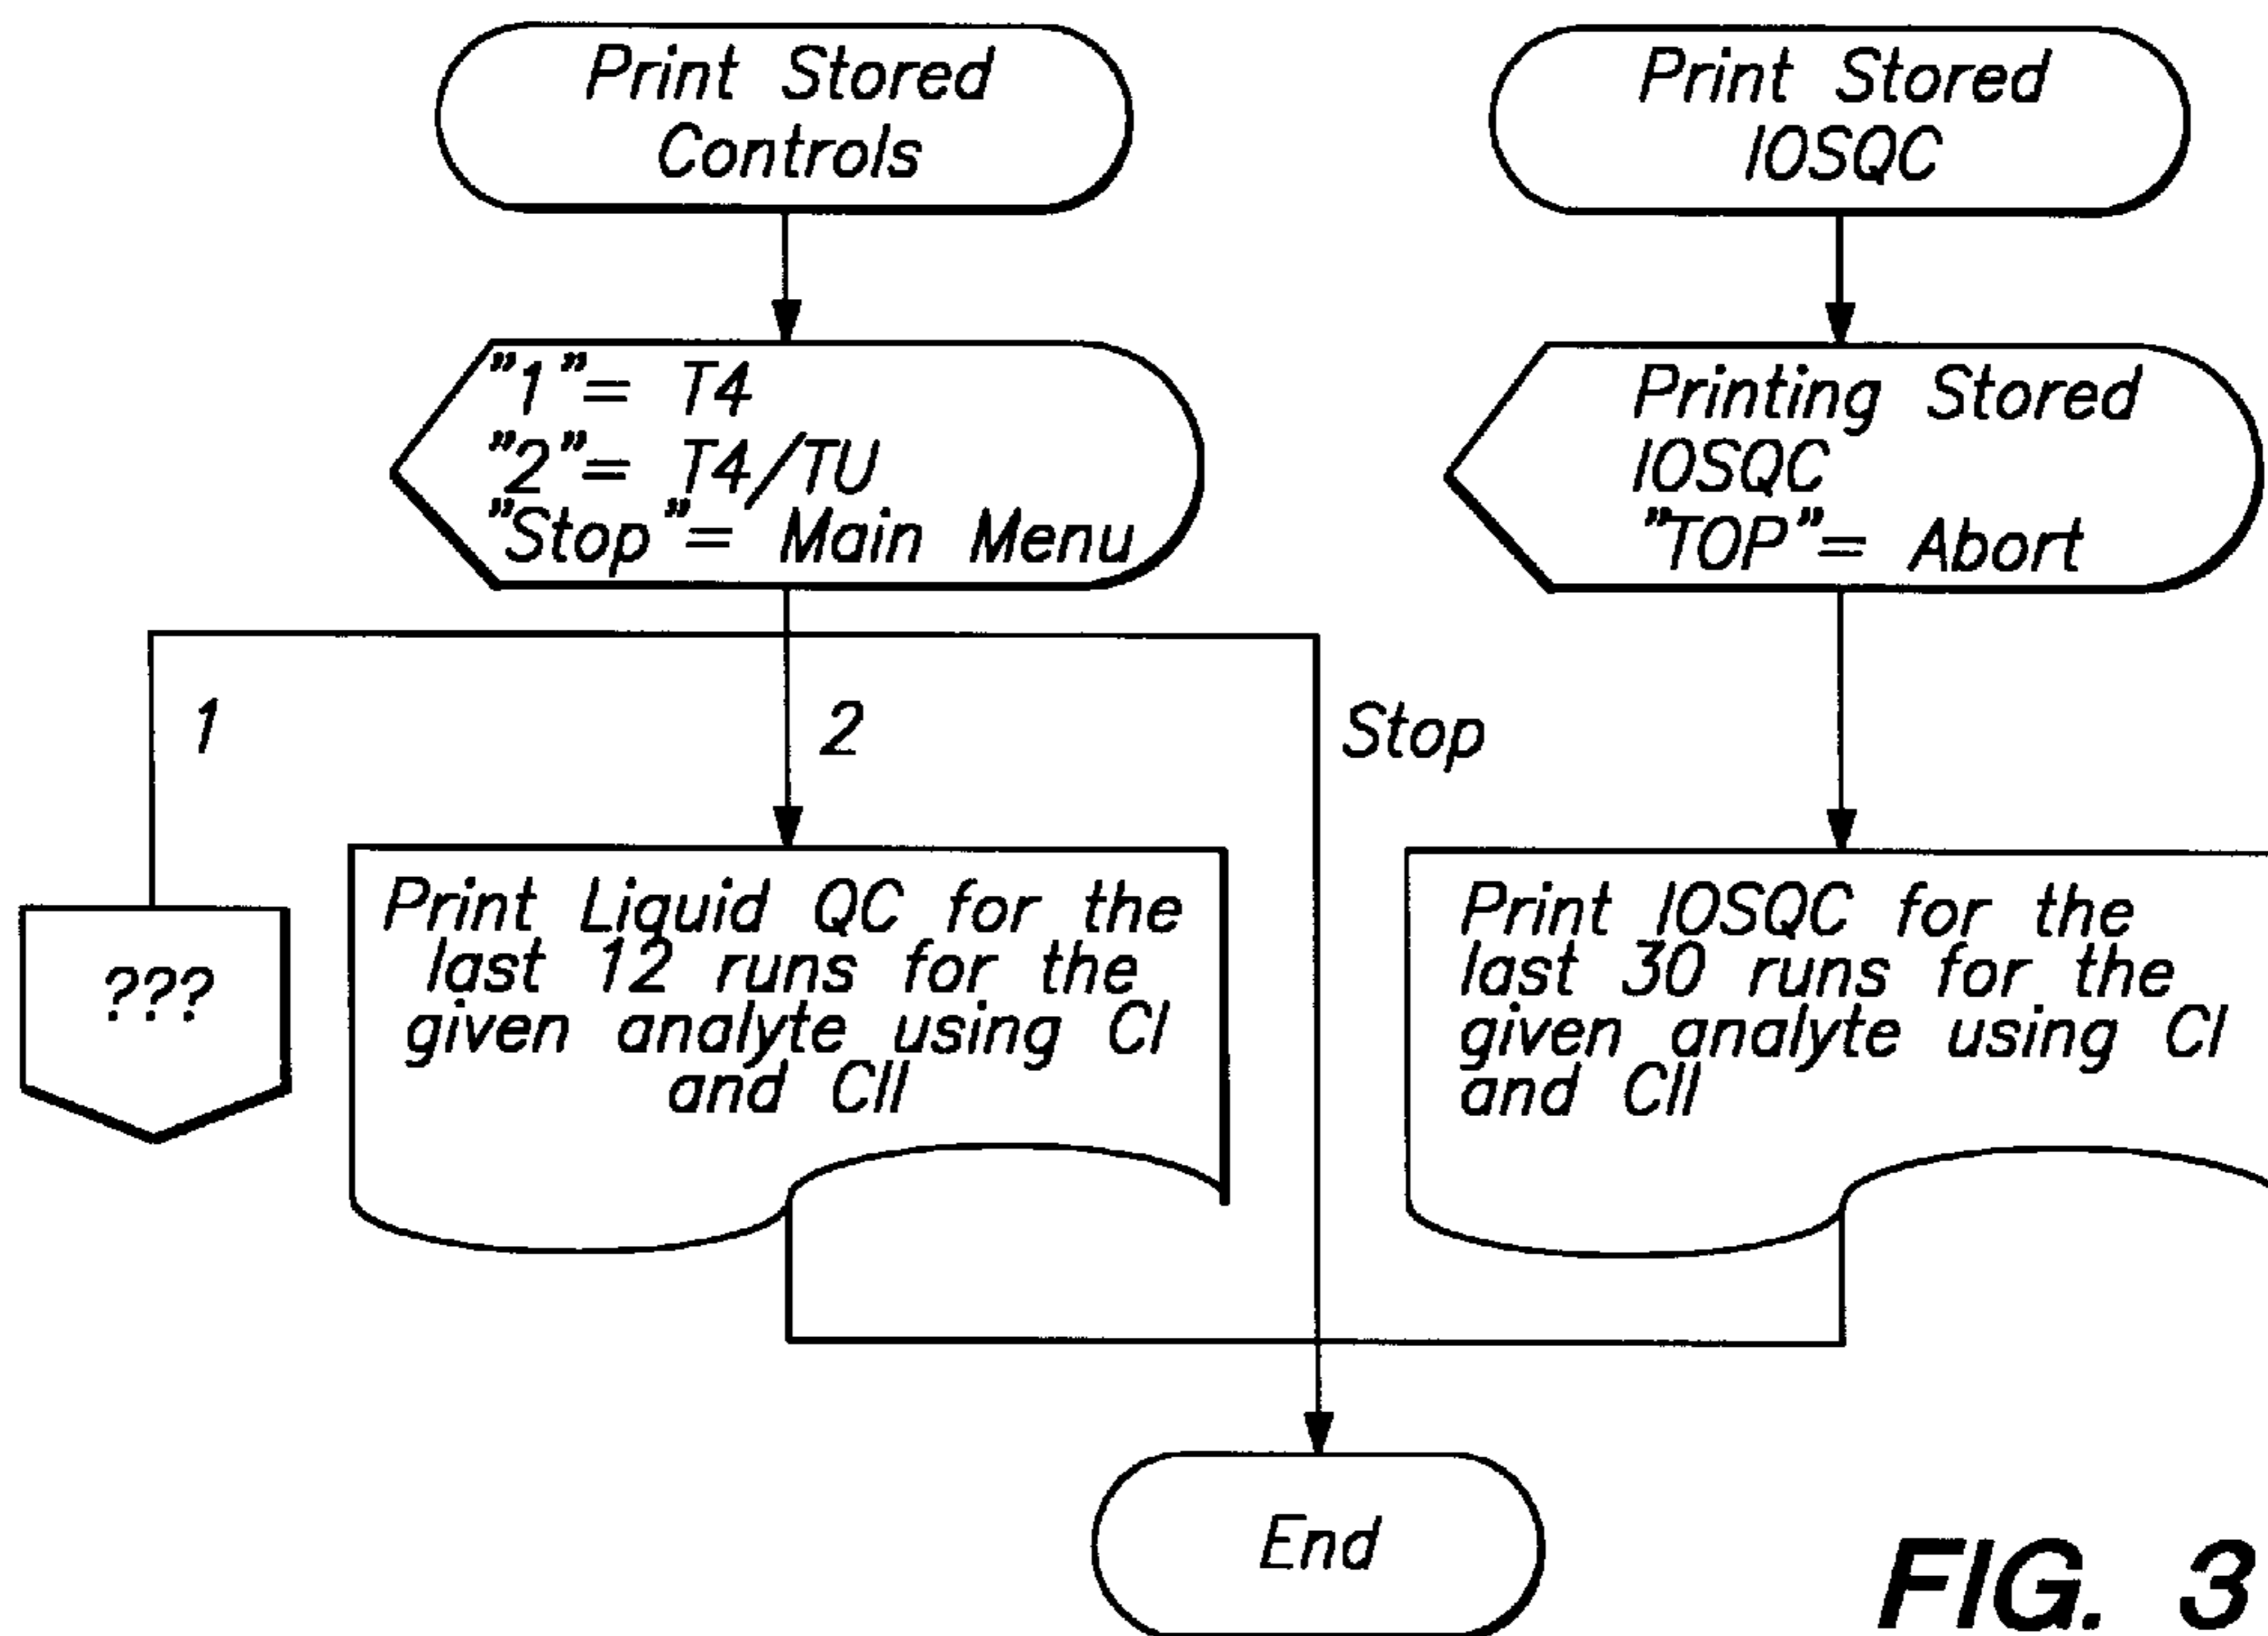 Print Stored
Controls
Print Stored
IOSQC
"1"= T4
"2"= T4/TU
"Stop"= Main Menu
Printing Stored
IOSQC
"TOP"= Abort
1
2
Stop
???
Print Liquid QC for the
last 12 runs for the
given analyte using CI
and CII
Print IOSQC for the
last 30 runs for the
given analyte using CI
and CII
End
FIG. 3